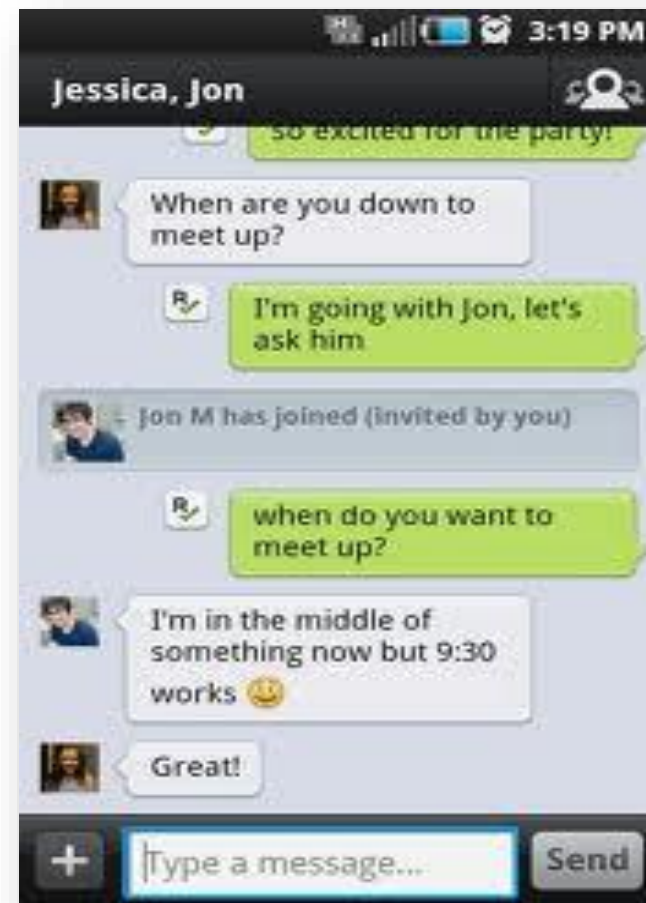 3:19 PM
Jessica, Jon
so excited for the party!
When are you down to
meet up?
R
I'm going with Jon, let's
ask him
Jon M has joined (invited by you)
R
when do you want to
meet up?
I'm in the middle of
something now but 9:30
works
Great!
Type a message...
Send